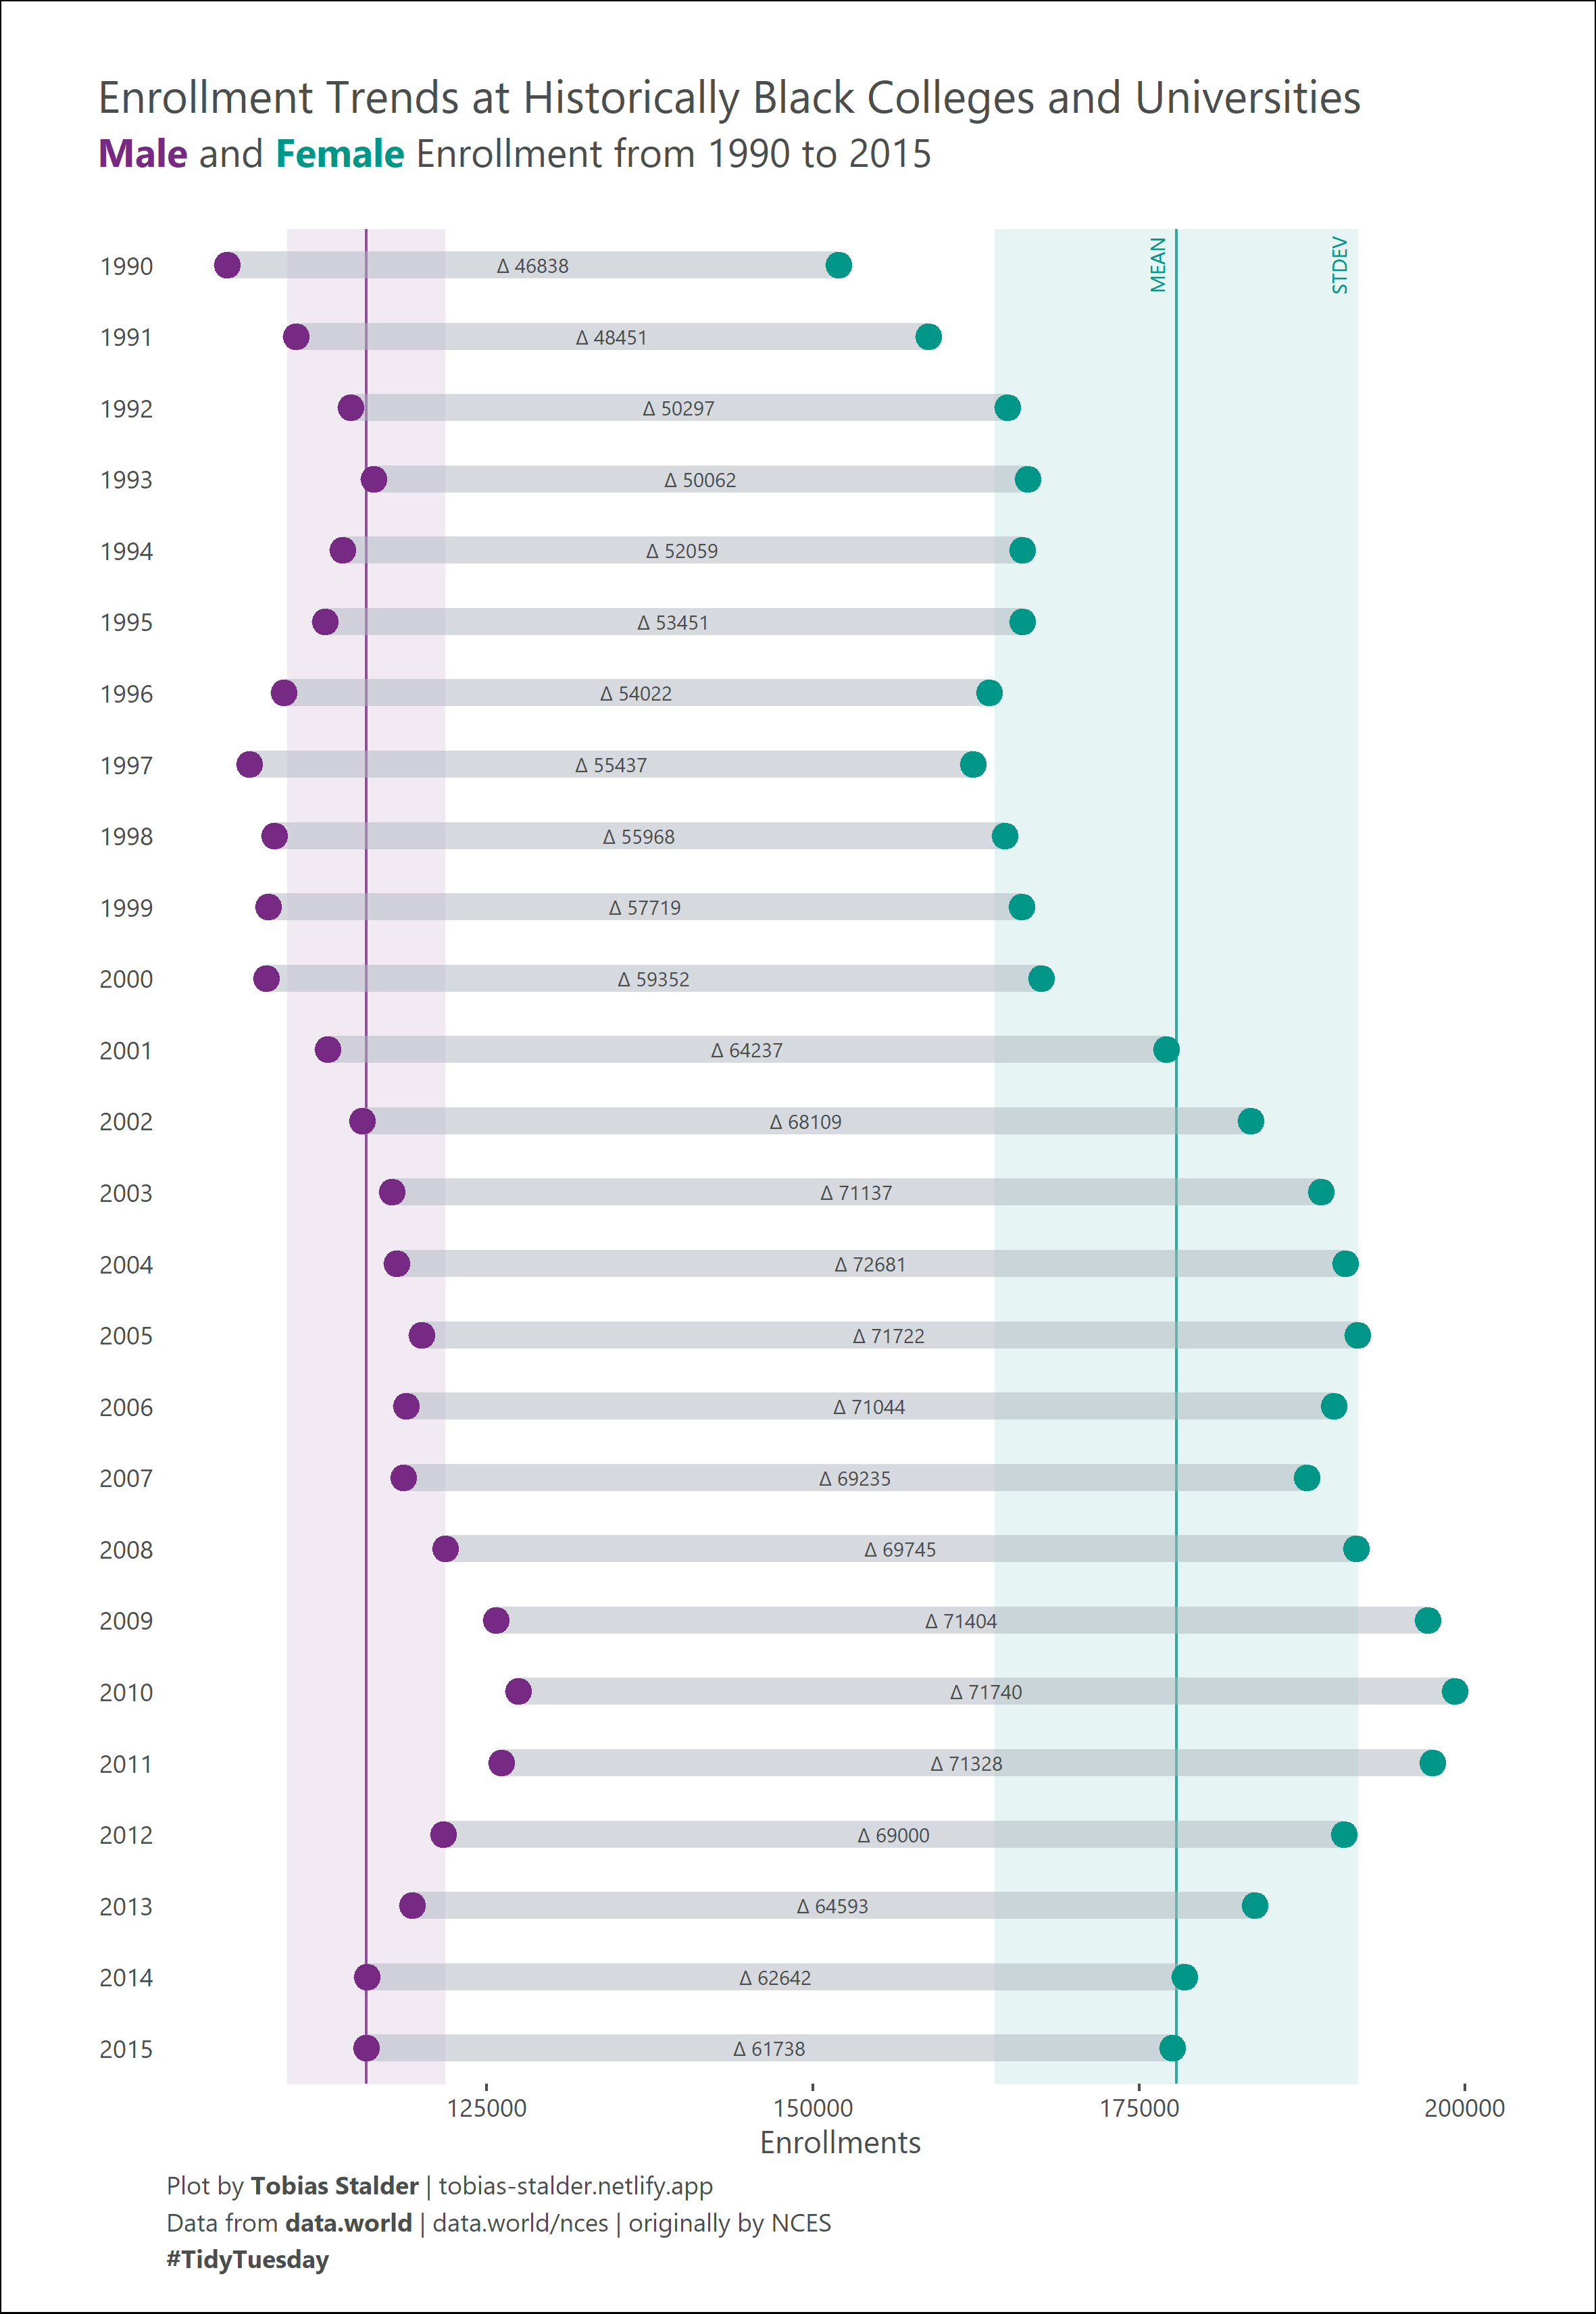 Enrollment Trends at Historically Black Colleges and Universities
Male and Female Enrollment from 1990 to 2015
MEAN
STDEV
1990 Δ 46838
1991 Δ 48451
1992 Δ 50297
1993 Δ 50062
1994 Δ 52059
1995 Δ 53451
1996 Δ 54022
1997 Δ 55437
1998 Δ 55968
1999 Δ 57719
2000 Δ 59352
2001 Δ 64237
2002 Δ 68109
2003 Δ 71137
2004 Δ 72681
2005 Δ 71722
2006 Δ 71044
2007 Δ 69235
2008 Δ 69745
2009 Δ 71404
2010 Δ 71740
2011 Δ 71328
2012 Δ 69000
2013 Δ 64593
2014 Δ 62642
2015 Δ 61738
125000 150000 175000 200000
Enrollments
Plot by Tobias Stalder | tobias-stalder.netlify.app
Data from data.world | data.world/nces | originally by NCES
#TidyTuesday